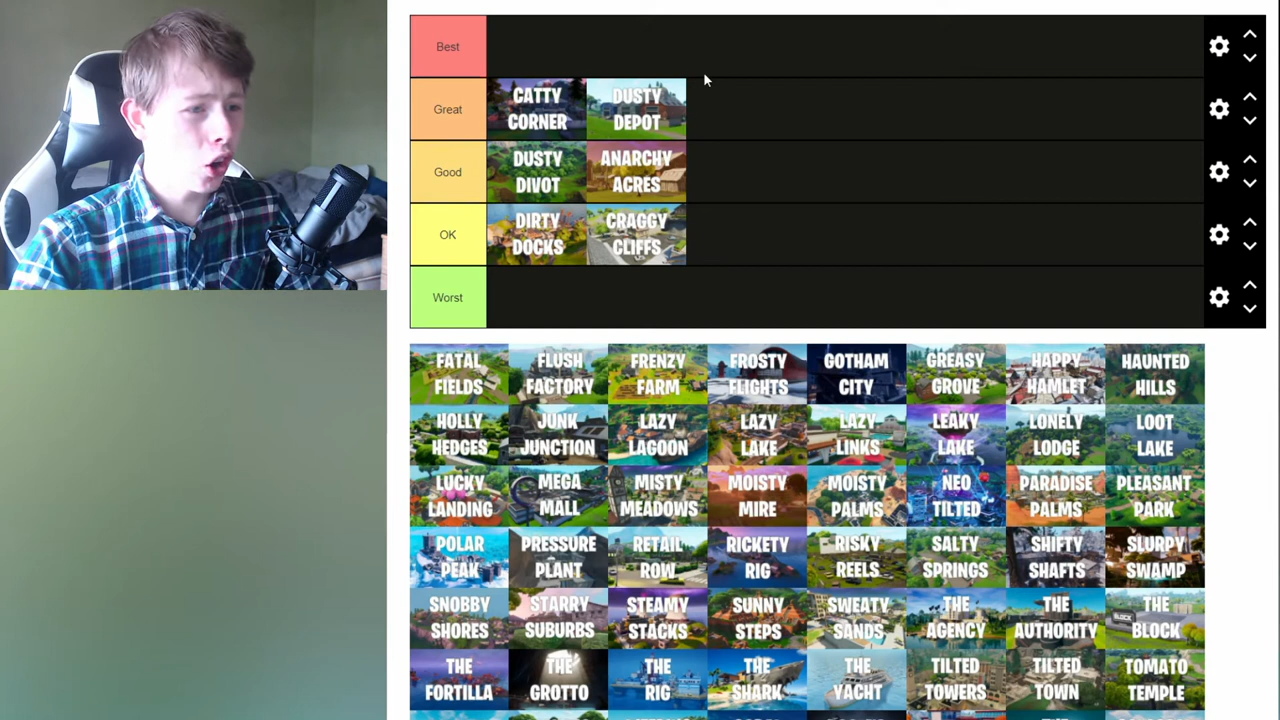 Best
Great
CATTY CORNER
DUSTY DEPOT
Good
DUSTY DIVOT
ANARCHY ACRES
OK
DIRTY DOCKS
CRAGGY CLIFFS
Worst
FATAL FIELDS
FLUSH FACTORY
FRENZY FARM
FROSTY FLIGHTS
GOTHAM CITY
GREASY GROVE
HAPPY HAMLET
HAUNTED HILLS
HOLLY HEDGES
JUNK JUNCTION
LAZY LAGOON
LAZY LAKE
LAZY LINKS
LEAKY LAKE
LONELY LODGE
LOOT LAKE
LUCKY LANDING
MEGA MALL
MISTY MEADOWS
MOISTY MIRE
MOISTY PALMS
NEO TILTED
PARADISE PALMS
PLEASANT PARK
POLAR PEAK
PRESSURE PLANT
RETAIL ROW
RICKETY RIG
RISKY REELS
SALTY SPRINGS
SHIFTY SHAFTS
SLURPY SWAMP
SNOBBY SHORES
STARRY SUBURBS
STEAMY STACKS
SUNNY STEPS
SWEATY SANDS
THE AGENCY
THE AUTHORITY
THE BLOCK
BLOCK
THE FORTILLA
THE GROTTO
THE RIG
THE SHARK
THE YACHT
TILTED TOWERS
TILTED TOWN
TOMATO TEMPLE